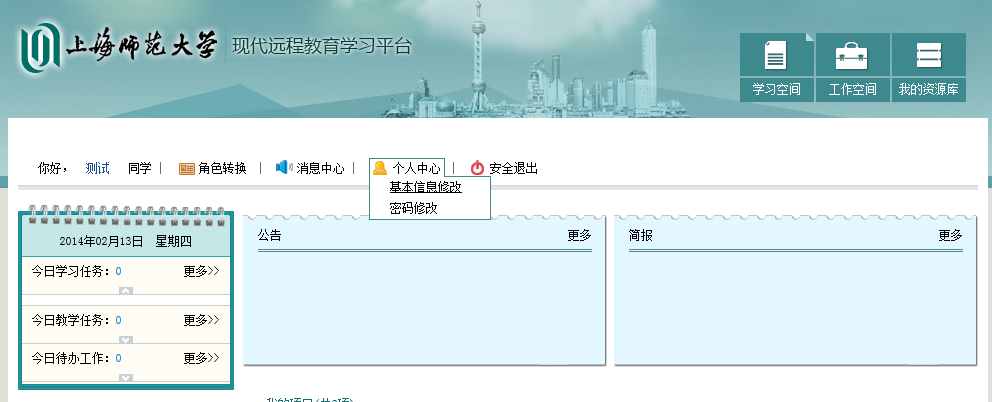 上海师范大学 现代远程教育学习平台
学习空间 工作空间 我的资源库
你好， 测试 同学 | 角色转换 | 消息中心 | 个人中心 | 安全退出
基本信息修改
密码修改
2014年02月13日 星期四
今日学习任务：0 更多>>
今日教学任务：0 更多>>
今日待办工作：0 更多>>
公告 更多
简报 更多